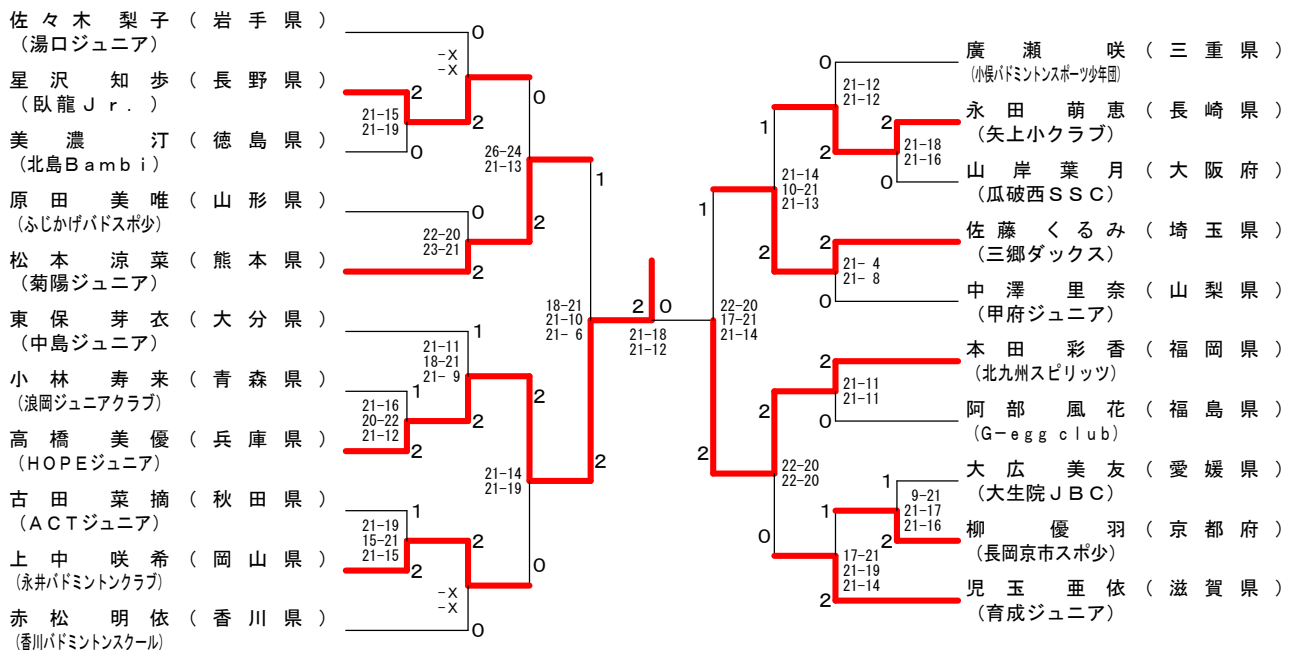 佐々木 梨子 ( 岩手県 )
(湯口ジュニア)
0
-X
-X
星沢 知歩 ( 長野県 )
(臥龍Jr.)
2
21-15
21-19
2
0
美濃 汀 ( 徳島県 )
(北島Bambi)
0
26-24
21-13
1
原田 美唯 ( 山形県 )
(ふじかげバドスポ少)
0
22-20
23-21
2
松本 涼菜 ( 熊本県 )
(菊陽ジュニア)
2
18-21
21-10
21- 6
東保 芽衣 ( 大分県 )
(中島ジュニア)
1
21-11
18-21
21- 9
小林 寿来 ( 青森県 )
(浪岡ジュニアクラブ)
1
21-16
20-22
21-12
2
2
高橋 美優 ( 兵庫県 )
(HOPEジュニア)
2
21-14
21-19
2
古田 菜摘 ( 秋田県 )
(ACTジュニア)
1
21-19
15-21
21-15
2
上中 咲希 ( 岡山県 )
(永井バドミントンクラブ)
2
0
-X
-X
赤松 明依 ( 香川県 )
(香川バドミントンスクール)
0
2 0
21-18
21-12
廣瀬 咲 ( 三重県 )
(小俣バドミントンスポーツ少年団)
0
21-12
21-12
永田 萌恵 ( 長崎県 )
(矢上小クラブ)
2
21-18
21-16
2
1
山岸 葉月 ( 大阪府 )
(瓜破西SSC)
0
21-14
10-21
21-13
1
佐藤 くるみ ( 埼玉県 )
(三郷ダックス)
2
21- 4
21- 8
2
中澤 里奈 ( 山梨県 )
(甲府ジュニア)
0
22-20
17-21
21-14
本田 彩香 ( 福岡県 )
(北九州スピリッツ)
2
21-11
21-11
2
阿部 風花 ( 福島県 )
(G-egg club)
0
22-20
22-20
2
大広 美友 ( 愛媛県 )
(大生院JBC)
1
9-21
21-17
21-16
1
柳 優羽 ( 京都府 )
(長岡京市スポ少)
2
0
17-21
21-19
21-14
児玉 亜依 ( 滋賀県 )
(育成ジュニア)
2